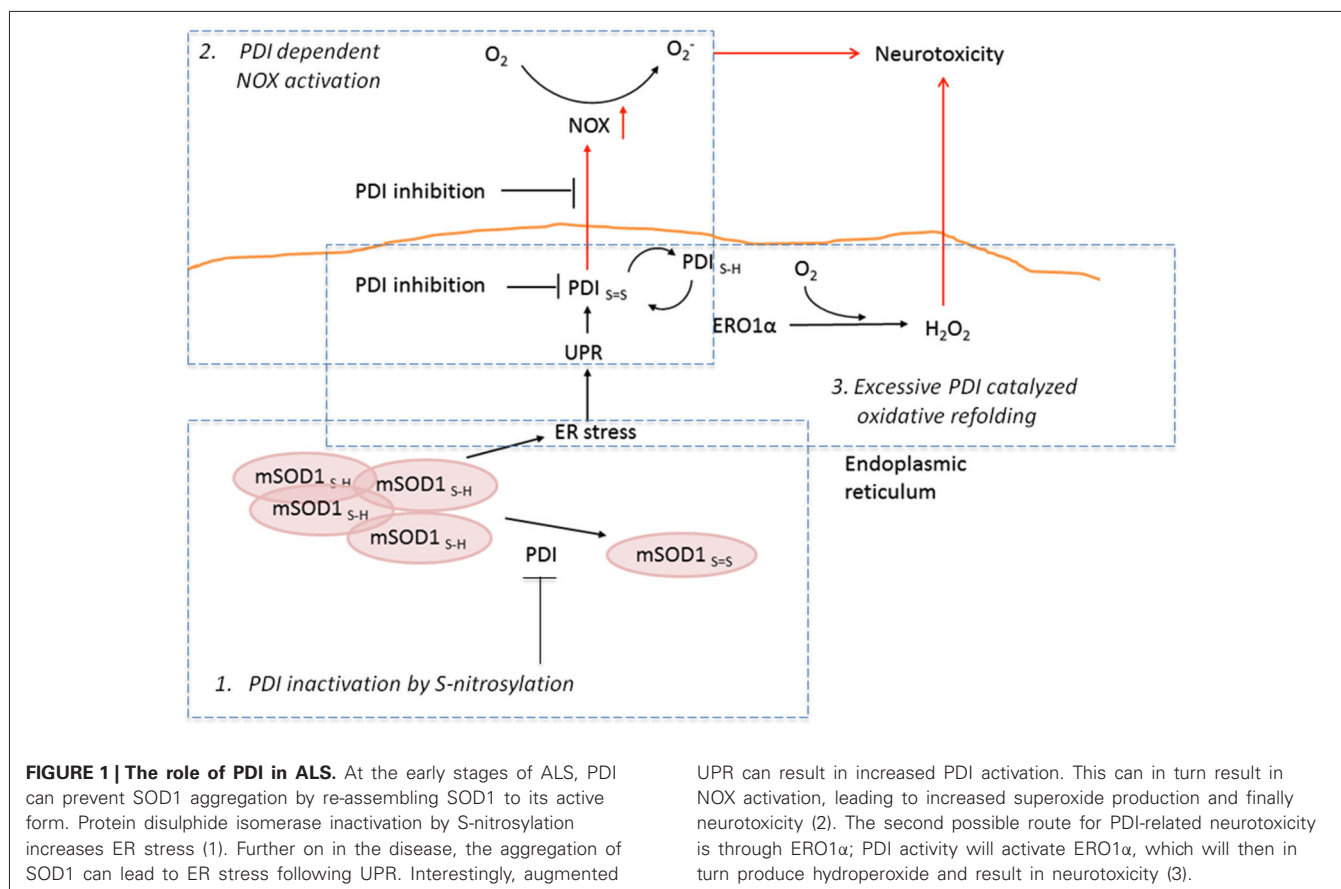 2. PDI dependent
NOX activation
O₂
O₂⁻
Neurotoxicity
NOX
PDI inhibition
PDI inhibition
PDI S=S
PDI S-H
O₂
ERO1α
H₂O₂
UPR
3. Excessive PDI catalyzed
oxidative refolding
ER stress
Endoplasmic
reticulum
mSOD1 S-H
mSOD1 S-H
mSOD1 S-H
mSOD1 S-H
PDI
mSOD1 S=S
1. PDI inactivation by S-nitrosylation
FIGURE 1 | The role of PDI in ALS. At the early stages of ALS, PDI
can prevent SOD1 aggregation by re-assembling SOD1 to its active
form. Protein disulphide isomerase inactivation by S-nitrosylation
increases ER stress (1). Further on in the disease, the aggregation of
SOD1 can lead to ER stress following UPR. Interestingly, augmented
UPR can result in increased PDI activation. This can in turn result in
NOX activation, leading to increased superoxide production and finally
neurotoxicity (2). The second possible route for PDI-related neurotoxicity
is through ERO1α; PDI activity will activate ERO1α, which will then in
turn produce hydroperoxide and result in neurotoxicity (3).